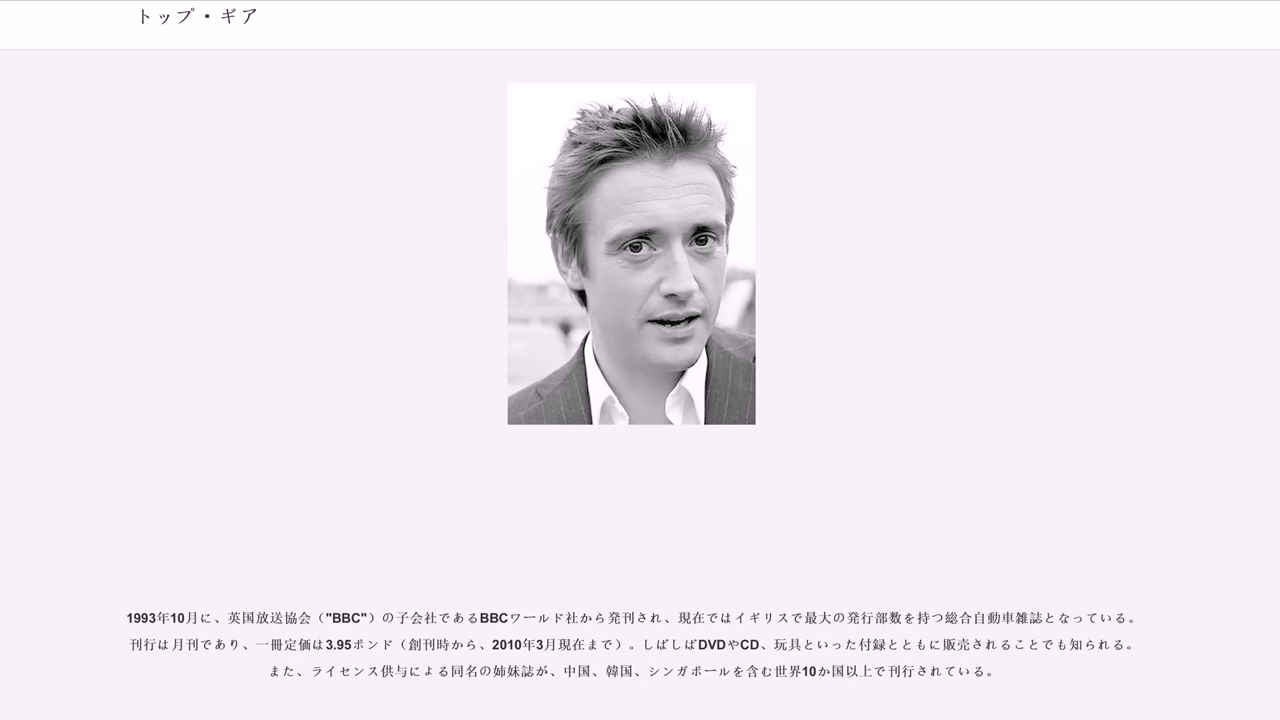 トップ・ギア
1993年10月に、英国放送協会（"BBC"）の子会社であるBBCワールド社から発刊され、現在ではイギリスで最大の発行部数を持つ総合自動車雑誌となっている。
刊行は月刊であり、一冊定価は3.95ポンド（創刊時から、2010年3月現在まで）。しばしばDVDやCD、玩具といった付録とともに販売されることでも知られる。
また、ライセンス供与による同名の姉妹誌が、中国、韓国、シンガポールを含む世界10か国以上で刊行されている。